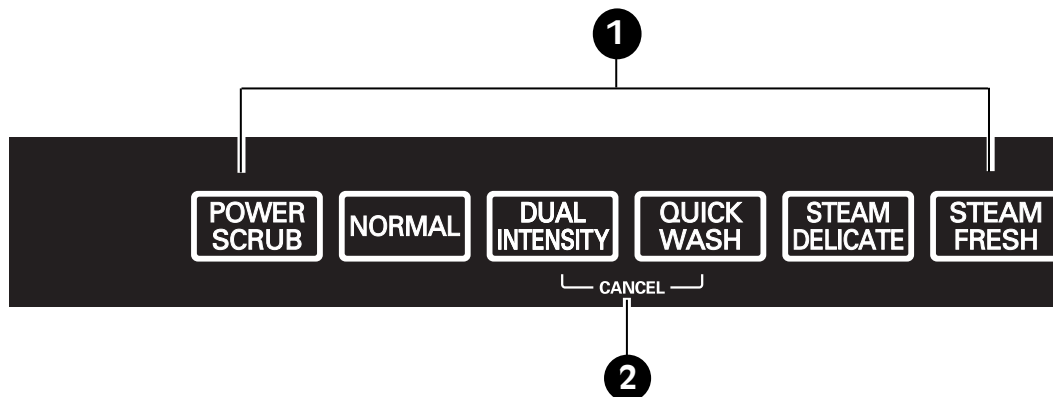 1
POWER
SCRUB
NORMAL
DUAL
INTENSITY
QUICK
WASH
STEAM
DELICATE
STEAM
FRESH
CANCEL
2